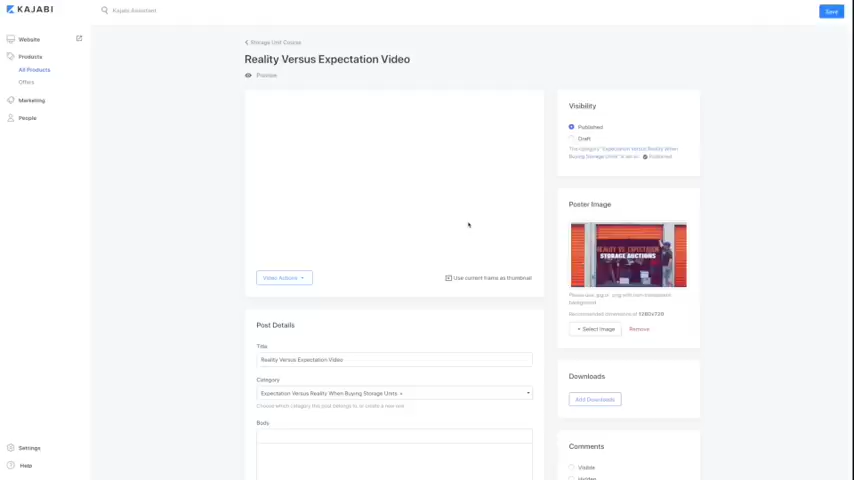 KAJABI
Kajabi Assistant
Save
Website
Products
All Products
Offers
Marketing
People
Settings
Help
Storage Unit Course
Reality Versus Expectation Video
Preview
Video Actions
Use current frame as thumbnail
Post Details
Title
Reality Versus Expectation Video
Category
Expectation Versus Reality When Buying Storage Units
Choose which category this post belongs to or create a new one
Body
Visibility
Published
Draft
The category "Expectation Versus Reality When
Buying Storage Units" is set to Published
Poster Image
REALITY VS EXPECTATION
STORAGE AUCTIONS
Please use .jpg or .png with non-transparent
background
Recommended dimensions of 1280x720
+ Select Image
Remove
Downloads
Add Downloads
Comments
Visible
Hidden